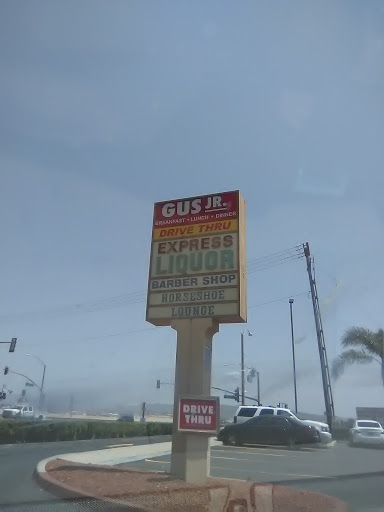 GUS JR.
BREAKFAST • LUNCH • DINNER
DRIVE THRU
EXPRESS
LIQUOR
BARBER SHOP
HORSESHOE
LOUNGE
DRIVE
THRU